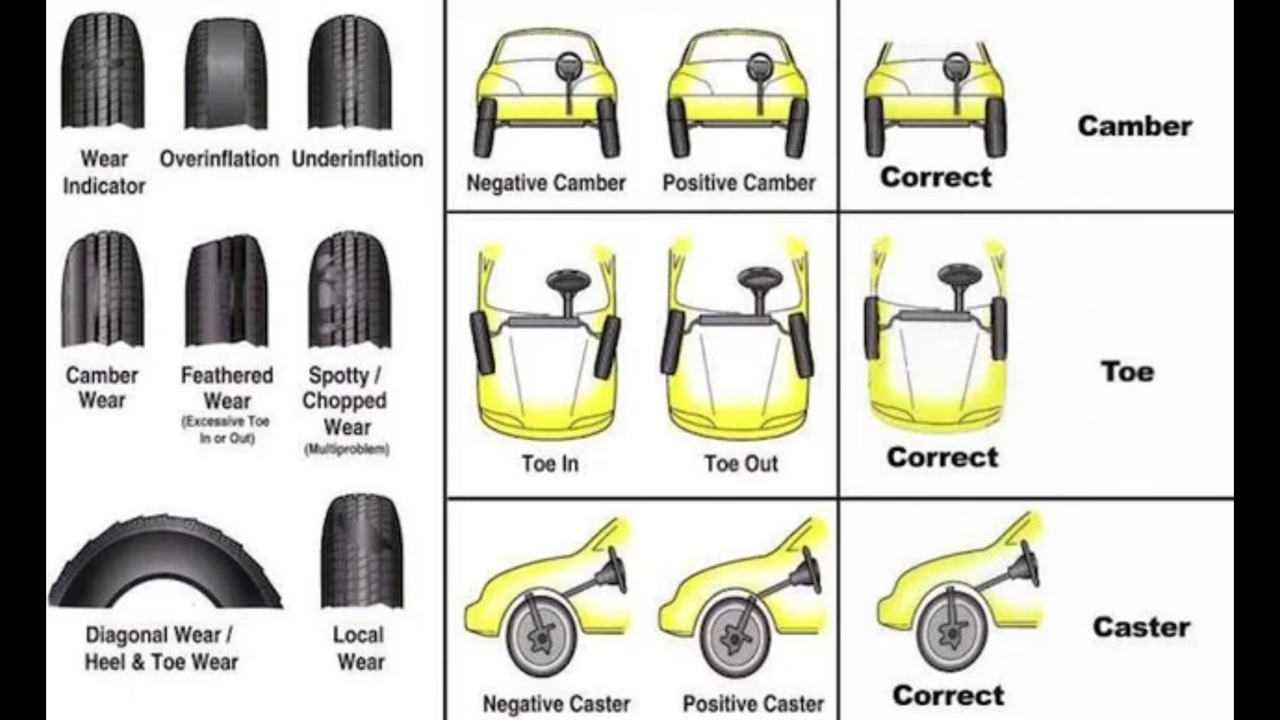 Wear
Indicator
Overinflation
Underinflation
Camber
Wear
Feathered
Wear
(Excessive Toe
In or Out)
Spotty /
Chopped
Wear
(Multiproblem)
Diagonal Wear /
Heel & Toe Wear
Local
Wear
Negative Camber
Positive Camber
Correct
Camber
Toe In
Toe Out
Correct
Toe
Negative Caster
Positive Caster
Correct
Caster